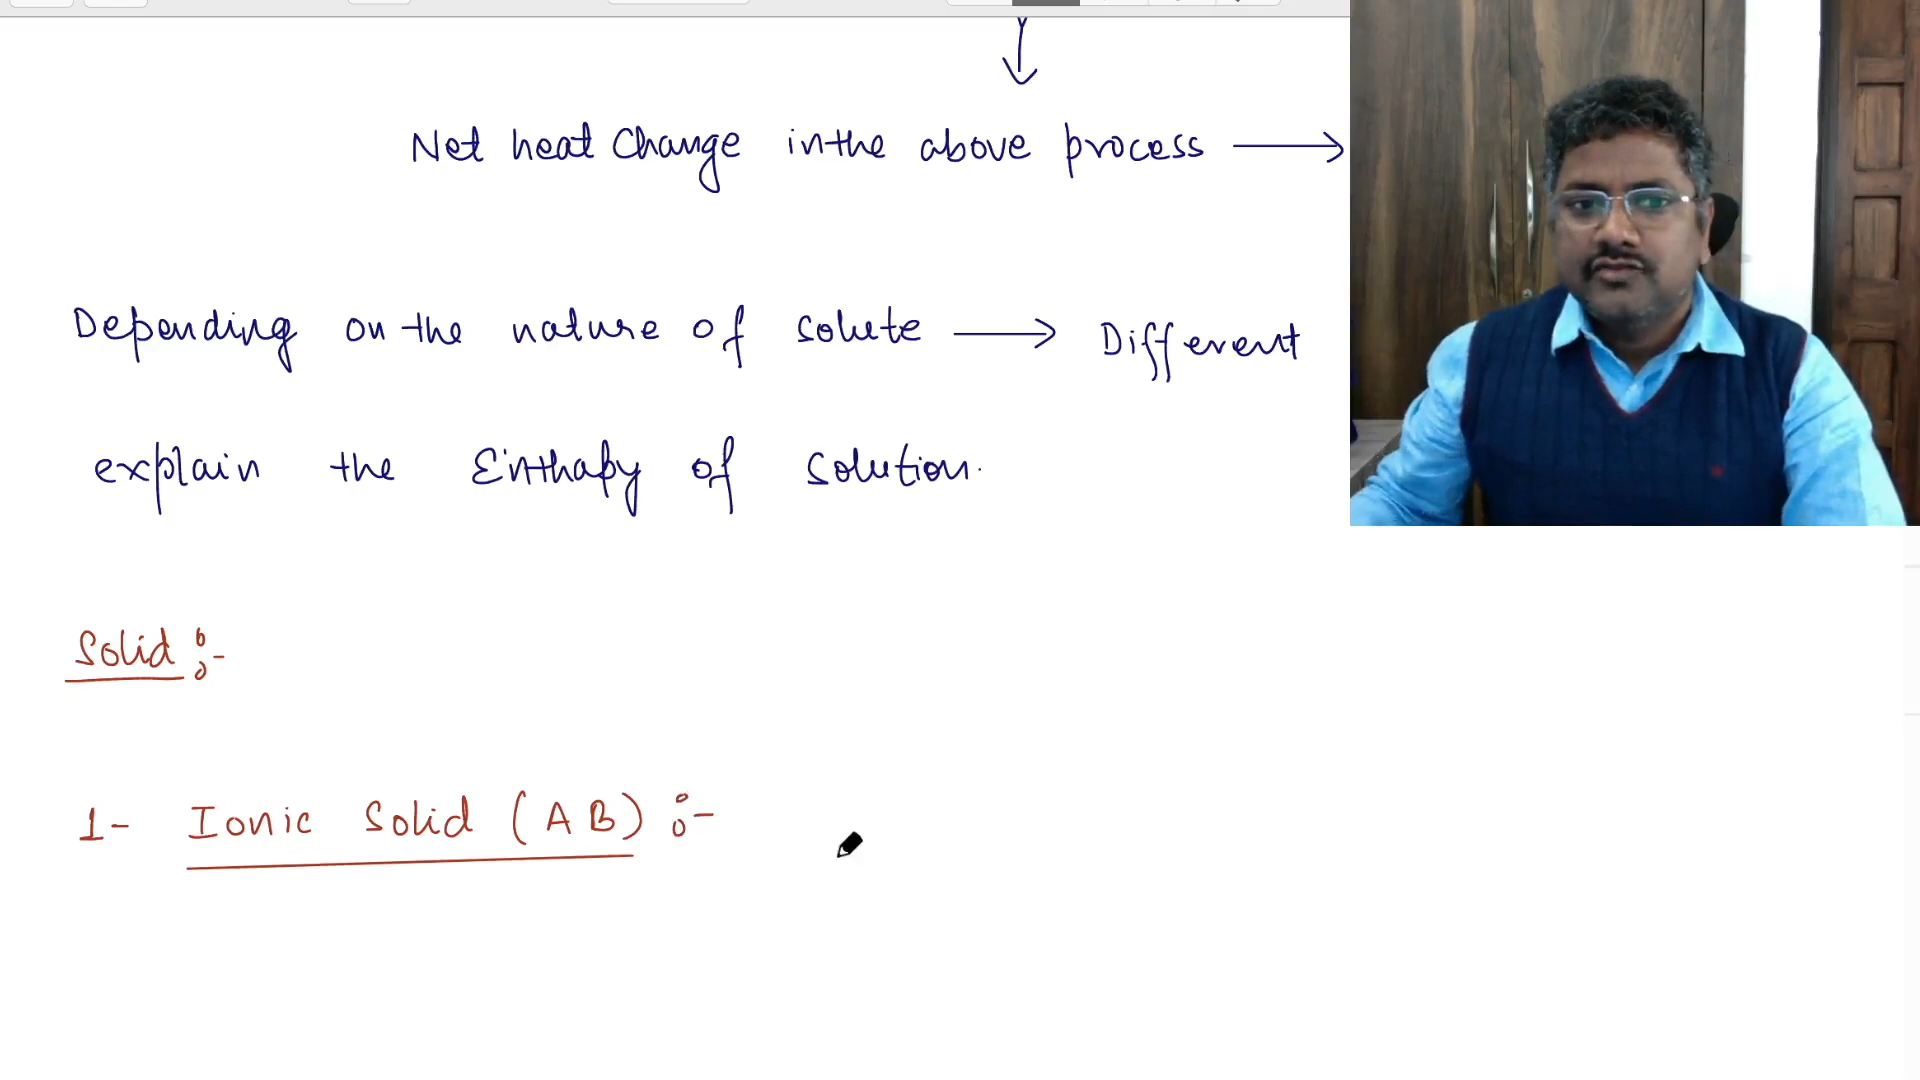 Net heat Change in the above process →
Depending on the nature of solute → Different
explain the Enthapy of solution.
Solid :-
1- Ionic Solid (AB) :-